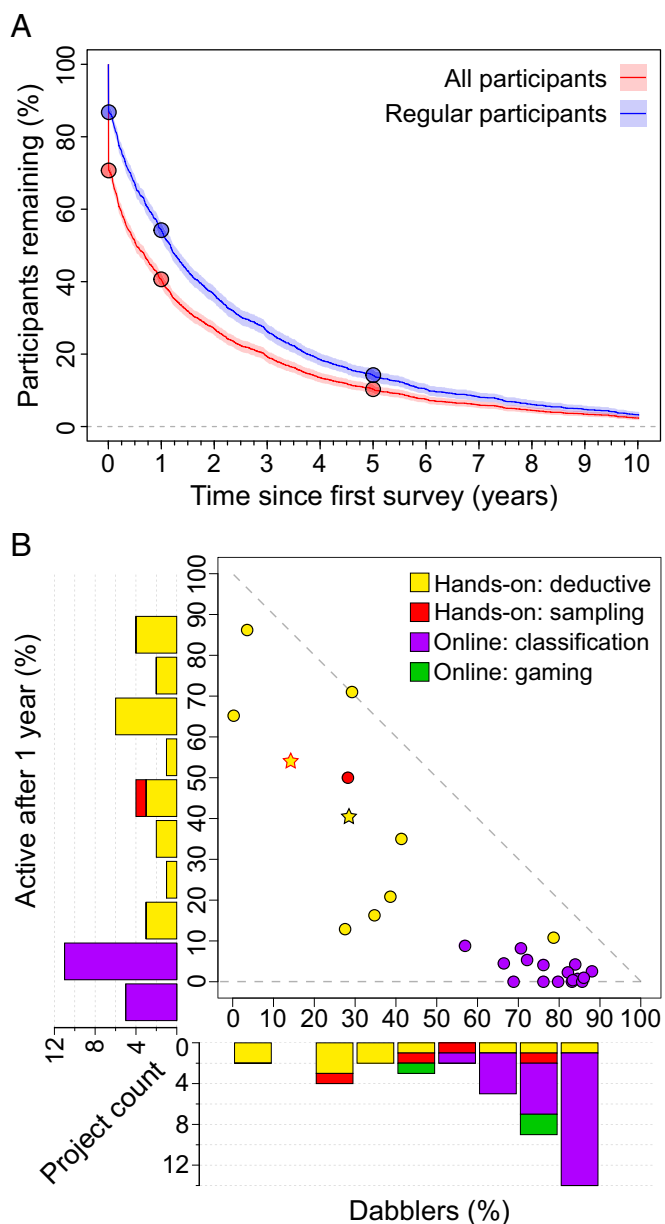 A
All participants
Regular participants
Participants remaining (%)
100
80
60
40
20
0
0 1 2 3 4 5 6 7 8 9 10
Time since first survey (years)
B
Hands-on: deductive
Hands-on: sampling
Online: classification
Online: gaming
Active after 1 year (%)
100
90
80
70
60
50
40
30
20
10
0
0 10 20 30 40 50 60 70 80 90 100
12 8 4
Project count
0
4
8
12
Dabblers (%)